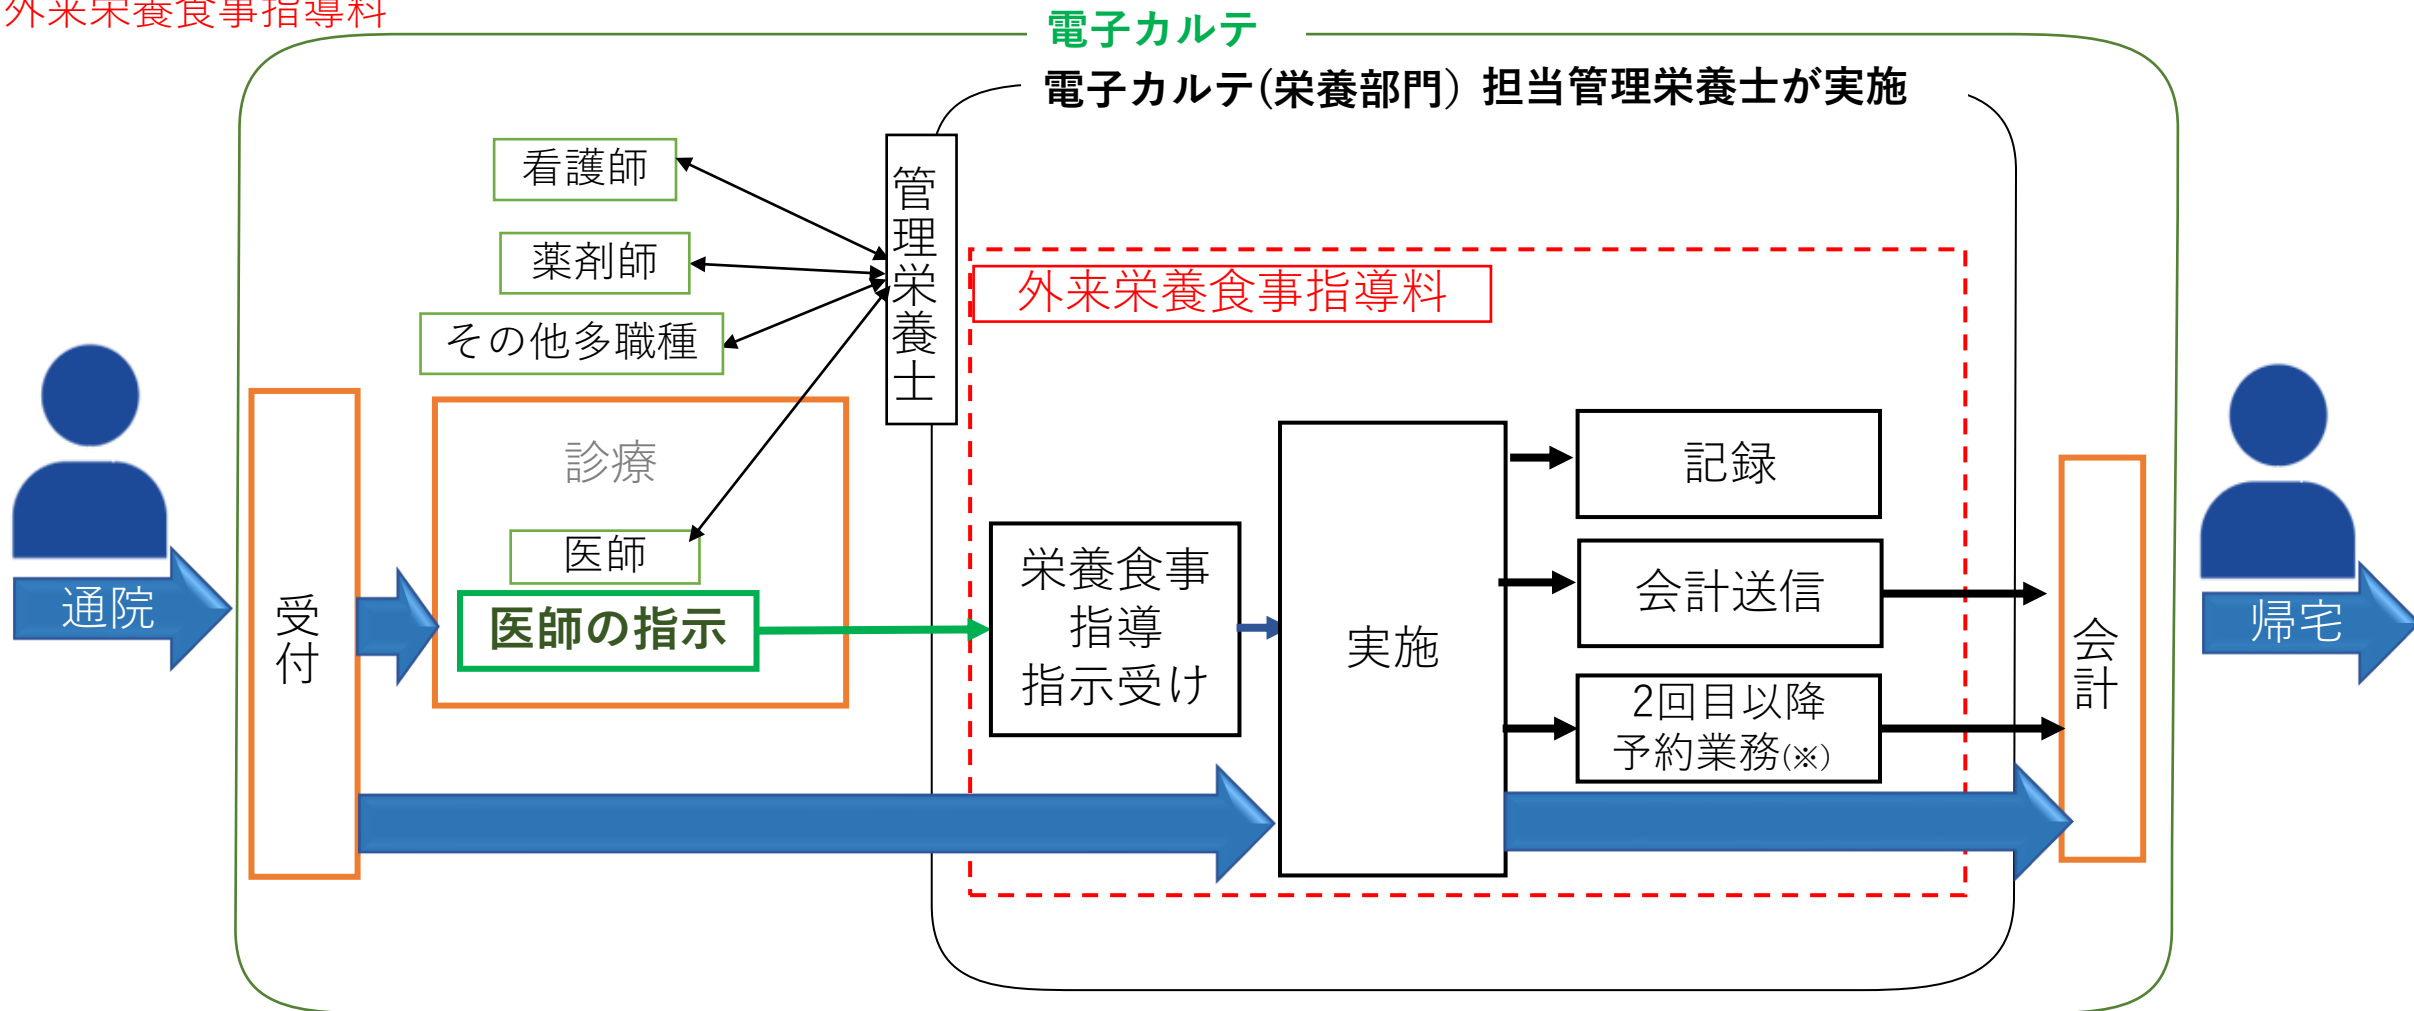 外来栄養食事指導料
電子カルテ
電子カルテ(栄養部門) 担当管理栄養士が実施
看護師
薬剤師
その他多職種
管理栄養士
外来栄養食事指導料
診療
医師
医師の指示
通院
受付
栄養食事
指導
指示受け
実施
記録
会計送信
2回目以降
予約業務(※)
会計
帰宅